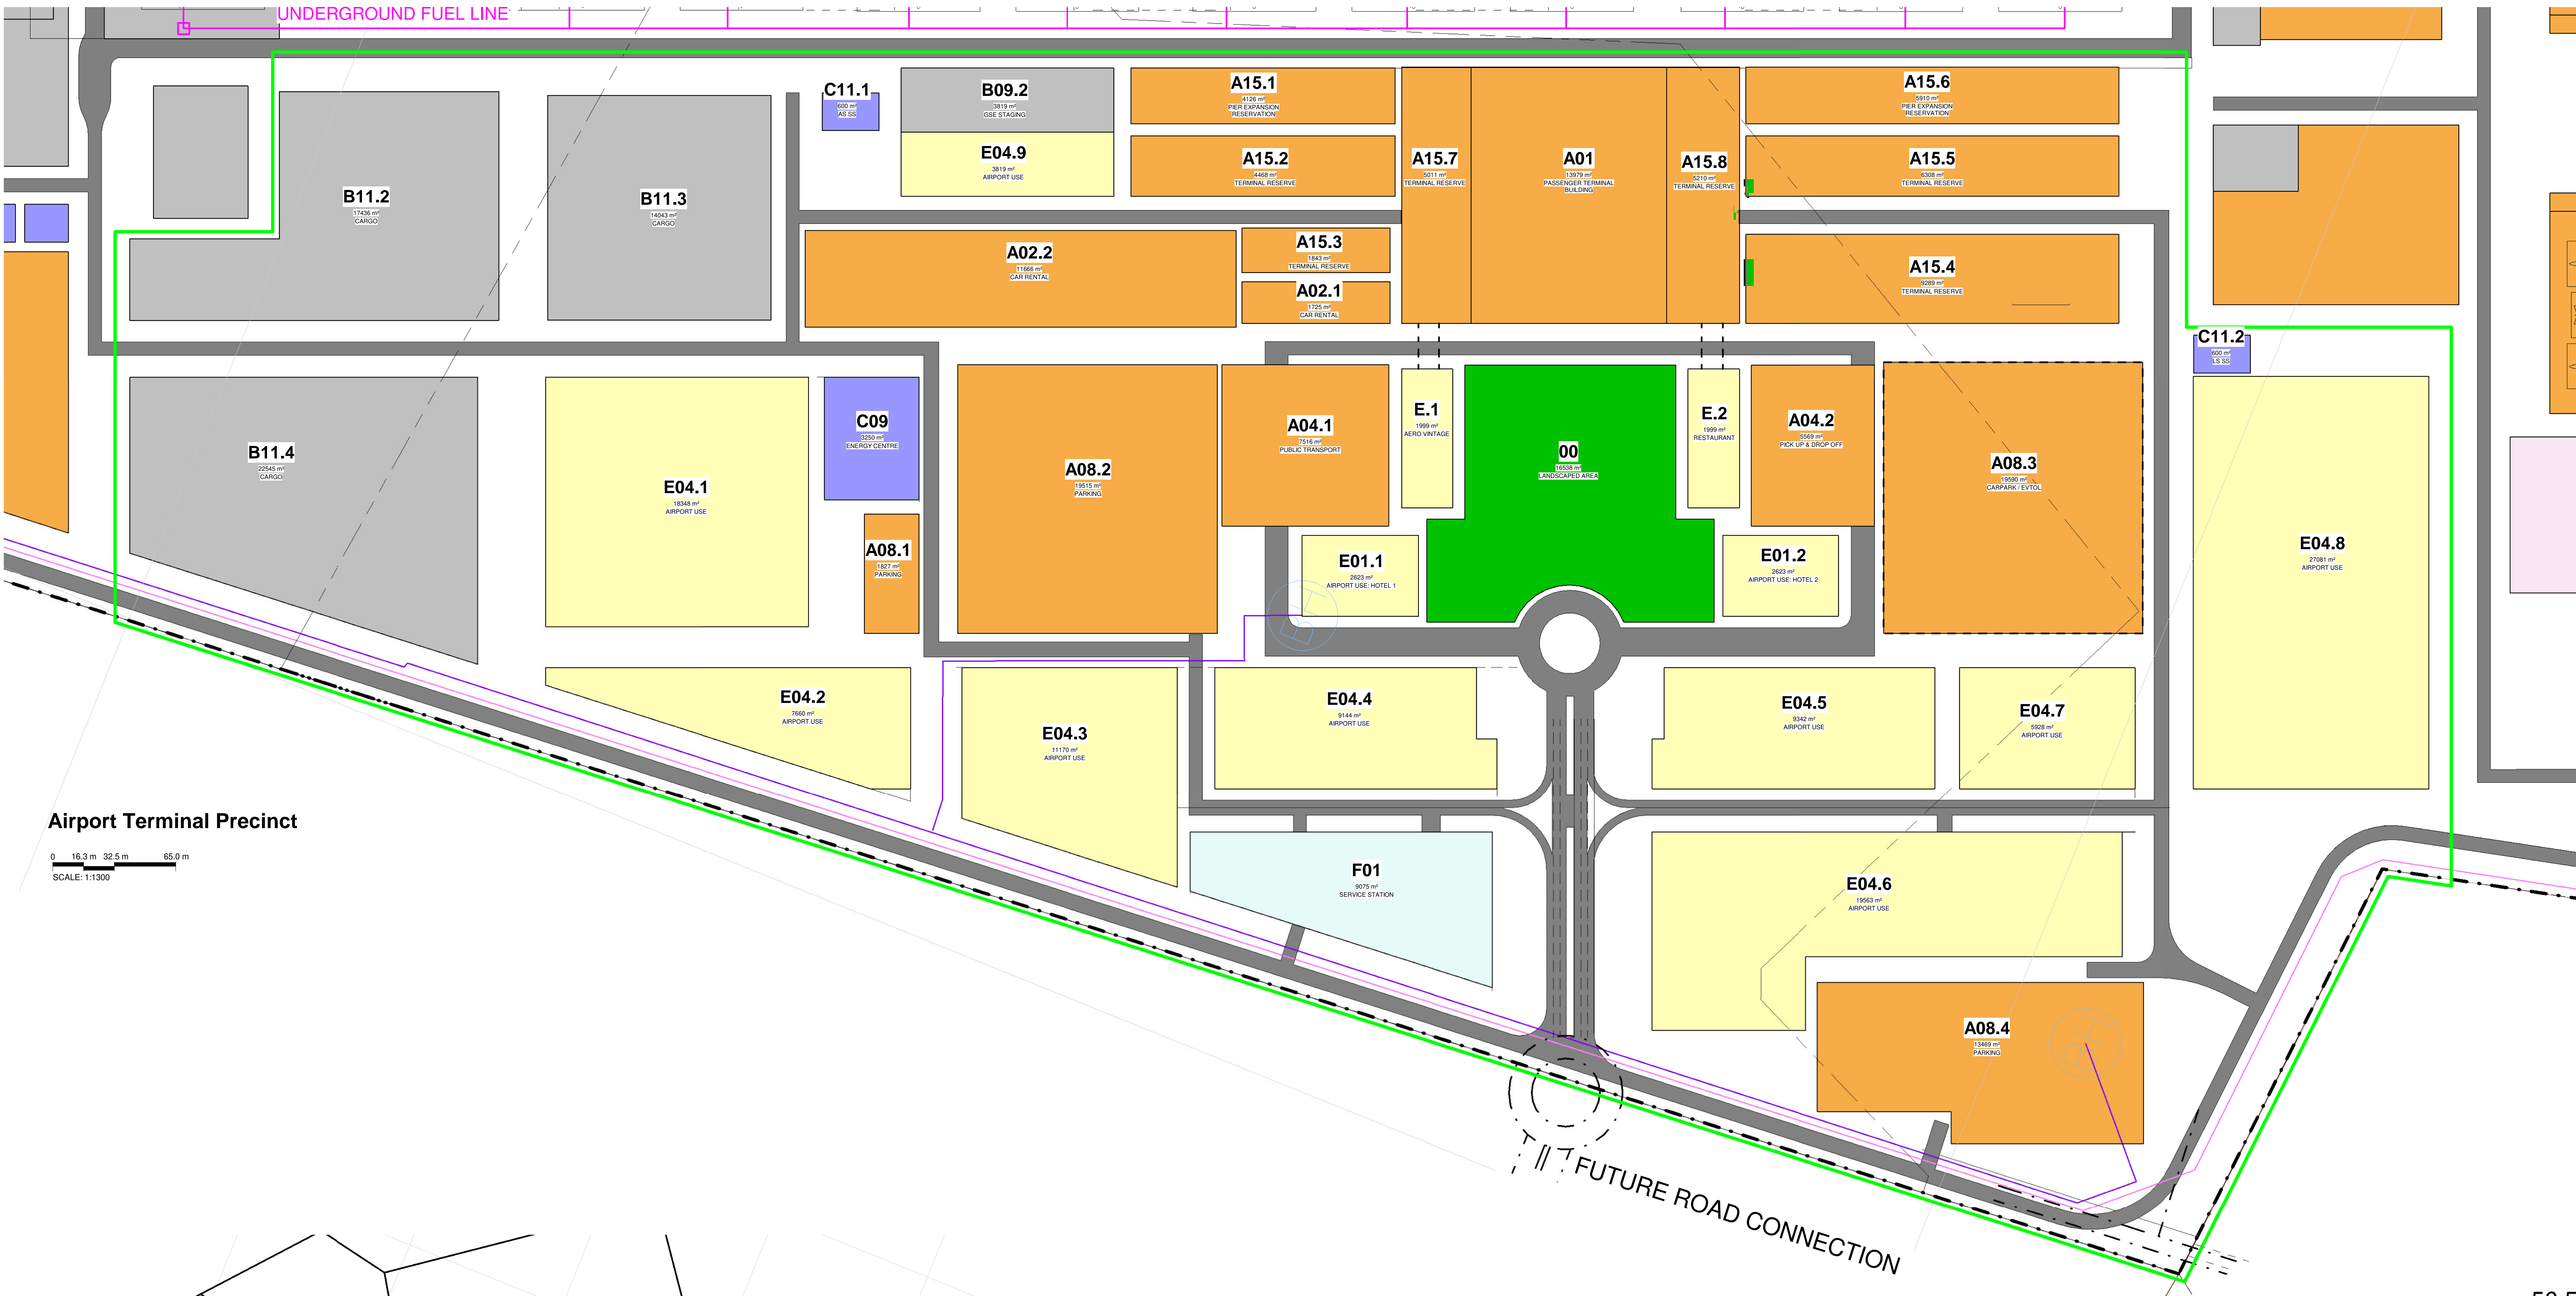 UNDERGROUND FUEL LINE
C11.1
600 m²
AS SS
B09.2
3819 m²
GSE STAGING
E04.9
3819 m²
AIRPORT USE
A15.1
4126 m²
PIER EXPANSION
RESERVATION
A15.2
4468 m²
TERMINAL RESERVE
A15.7
5011 m²
TERMINAL RESERVE
A01
13979 m²
PASSENGER TERMINAL
BUILDING
A15.8
5210 m²
TERMINAL RESERVE
A15.6
5910 m²
PIER EXPANSION
RESERVATION
A15.5
6308 m²
TERMINAL RESERVE
B11.2
17436 m²
CARGO
B11.3
14043 m²
CARGO
A02.2
11666 m²
CAR RENTAL
A15.3
1843 m²
TERMINAL RESERVE
A02.1
1725 m²
CAR RENTAL
A15.4
9289 m²
TERMINAL RESERVE
C11.2
600 m²
LS SS
B11.4
22545 m²
CARGO
E04.1
18348 m²
AIRPORT USE
C09
3250 m²
ENERGY CENTRE
A08.1
1827 m²
PARKING
A08.2
19515 m²
PARKING
A04.1
7516 m²
PUBLIC TRANSPORT
E.1
1999 m²
AERO VINTAGE
00
16538 m²
LANDSCAPED AREA
E.2
1999 m²
RESTAURANT
A04.2
5569 m²
PICK UP & DROP OFF
A08.3
19590 m²
CARPARK / EVTOL
E04.8
27081 m²
AIRPORT USE
E01.1
2623 m²
AIRPORT USE: HOTEL 1
E01.2
2623 m²
AIRPORT USE: HOTEL 2
E04.2
7660 m²
AIRPORT USE
E04.3
11170 m²
AIRPORT USE
E04.4
9144 m²
AIRPORT USE
E04.5
9342 m²
AIRPORT USE
E04.7
5928 m²
AIRPORT USE
F01
9075 m²
SERVICE STATION
E04.6
19563 m²
AIRPORT USE
A08.4
13469 m²
PARKING
Airport Terminal Precinct
0 16.3 m 32.5 m 65.0 m
SCALE: 1:1300
FUTURE ROAD CONNECTION